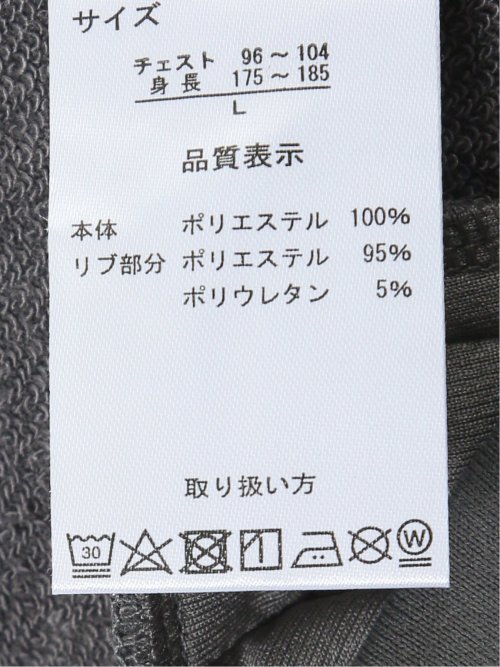 サイズ
チェスト 96～104
身長 175～185
L
品質表示
本体 ポリエステル 100%
リブ部分 ポリエステル 95%
ポリウレタン 5%
取り扱い方
30
W